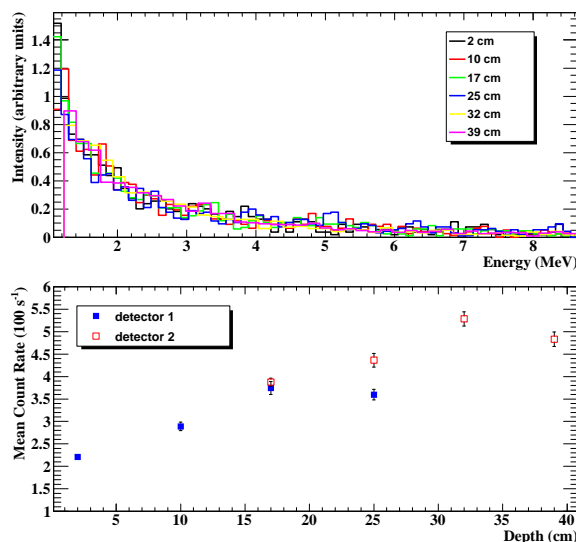 Intensity (arbitrary units)
1.4
1.2
1
0.8
0.6
0.4
0.2
0
2 cm
10 cm
17 cm
25 cm
32 cm
39 cm
2 3 4 5 6 7 8
Energy (MeV)
Mean Count Rate (100 s⁻¹)
6
5.5
5
4.5
4
3.5
3
2.5
2
1.5
1
detector 1
detector 2
5 10 15 20 25 30 35 40
Depth (cm)